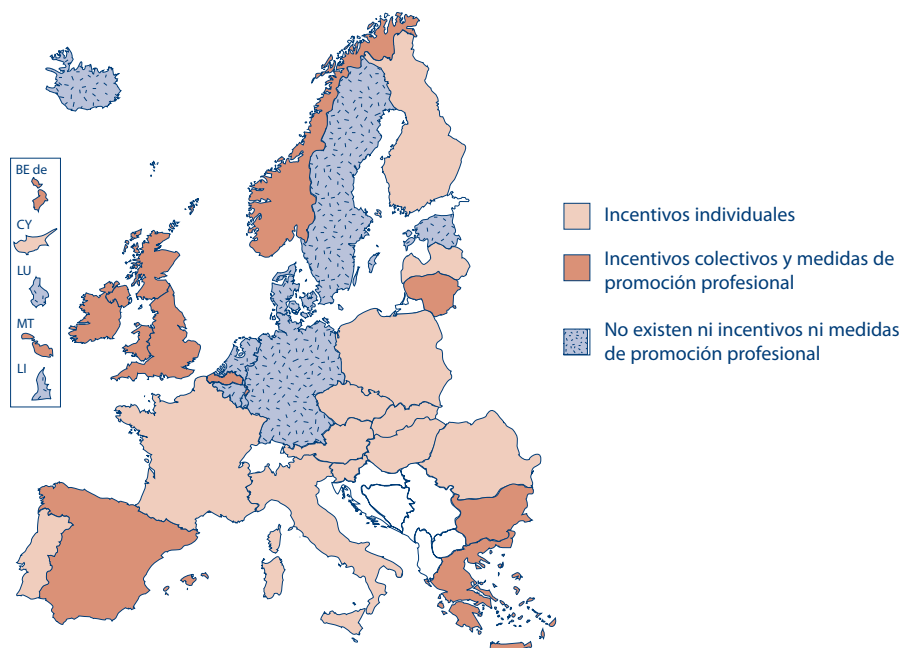 BE de
CY
LU
MT
LI
Incentivos individuales
Incentivos colectivos y medidas de
promoción profesional
No existen ni incentivos ni medidas
de promoción profesional